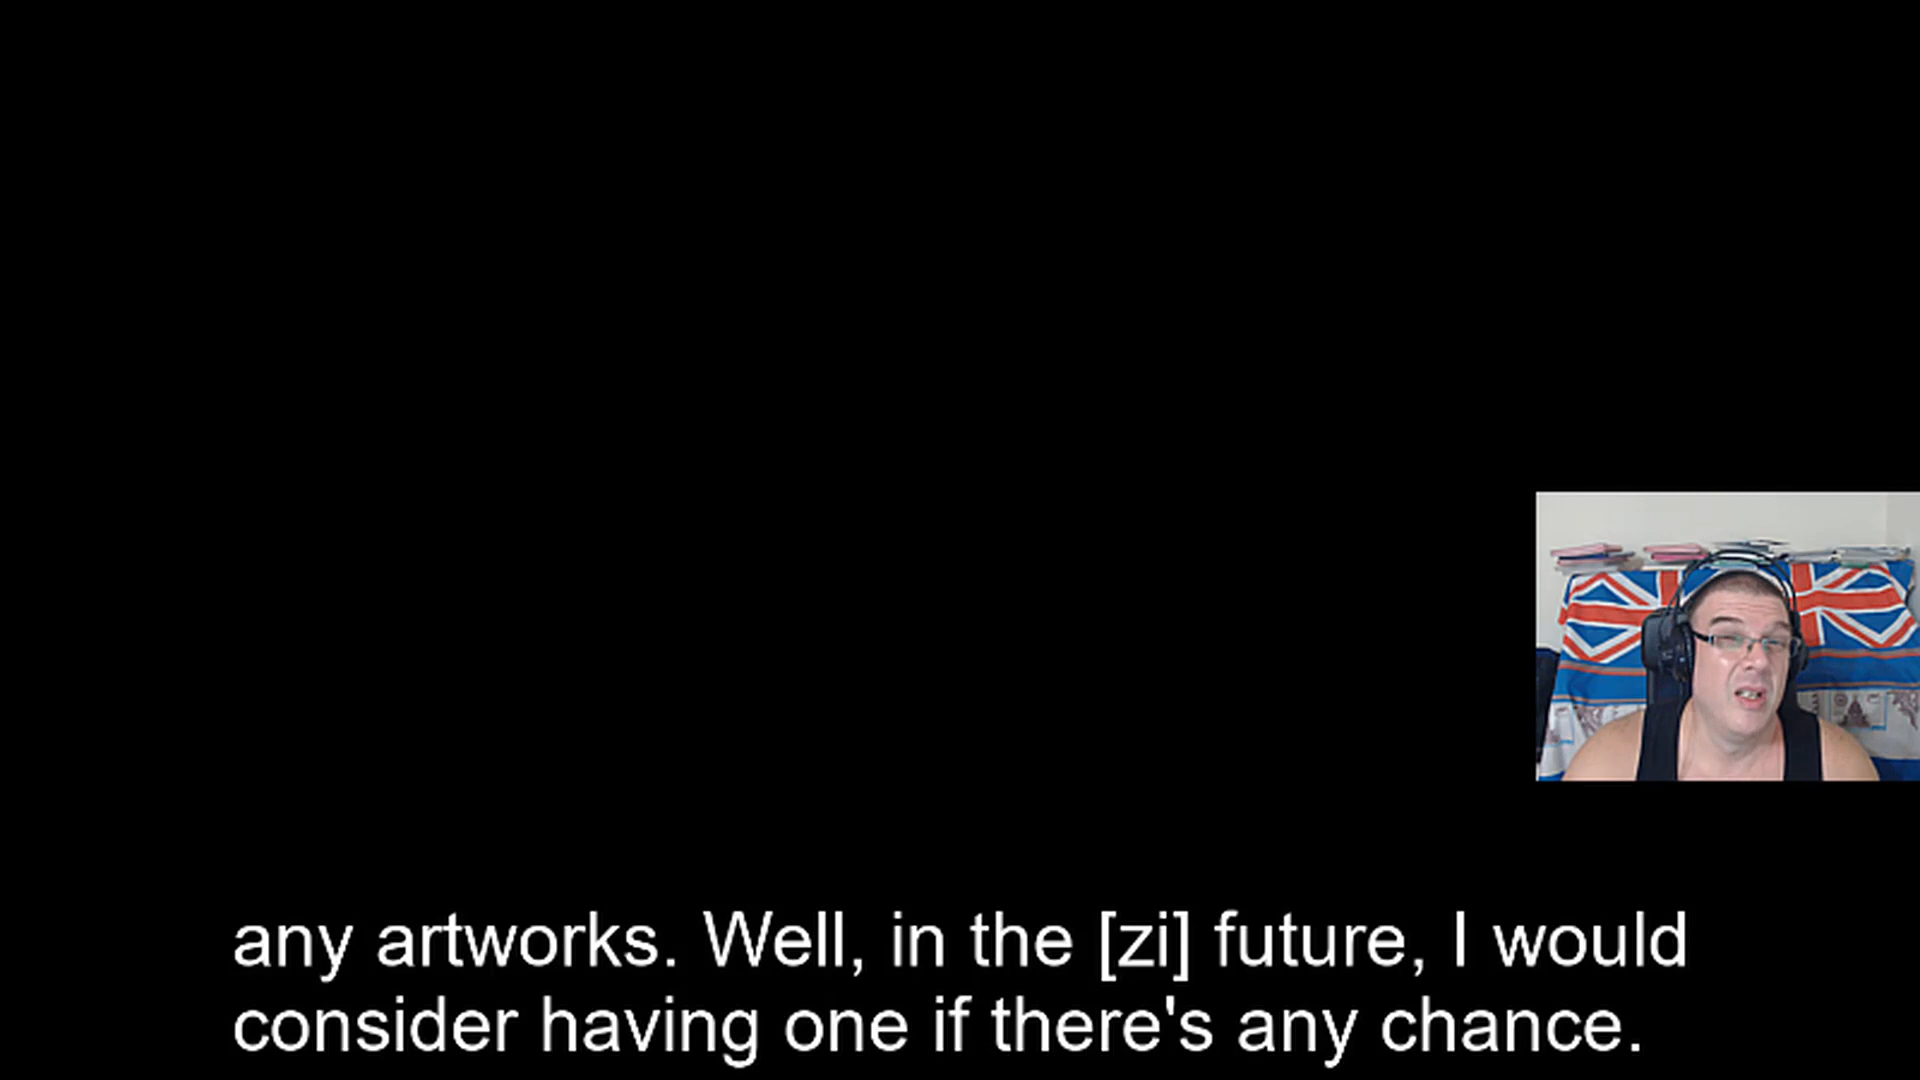 any artworks. Well, in the [zi] future, I would
consider having one if there's any chance.